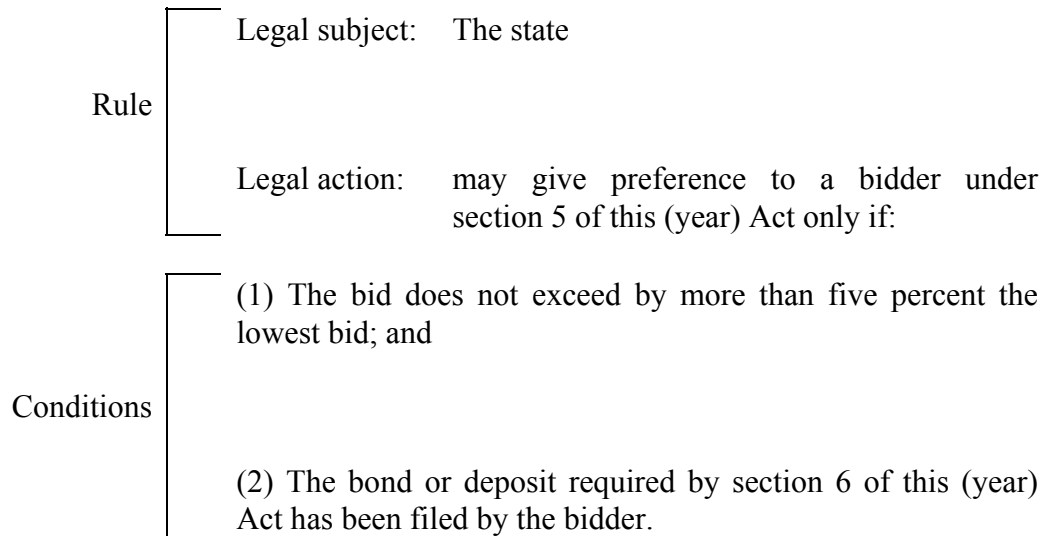 Legal subject: The state
Rule
Legal action: may give preference to a bidder under
section 5 of this (year) Act only if:
(1) The bid does not exceed by more than five percent the
lowest bid; and
Conditions
(2) The bond or deposit required by section 6 of this (year)
Act has been filed by the bidder.